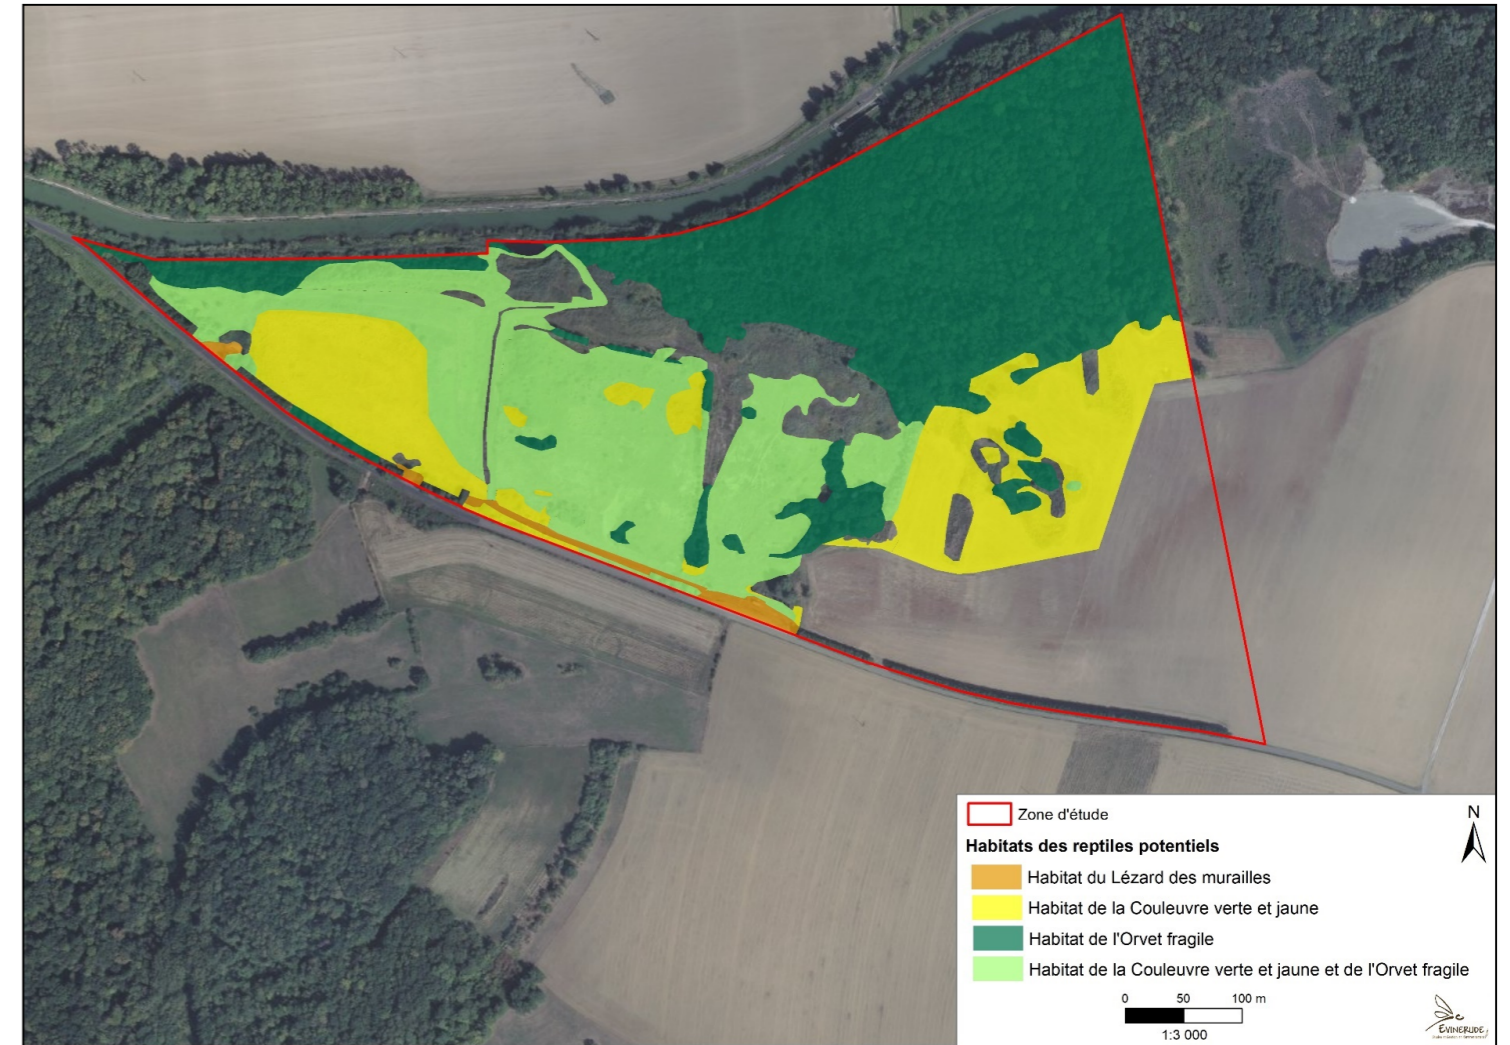 Zone d'étude
N
Habitats des reptiles potentiels
Habitat du Lézard des murailles
Habitat de la Couleuvre verte et jaune
Habitat de l'Orvet fragile
Habitat de la Couleuvre verte et jaune et de l'Orvet fragile
0 50 100 m
1:3 000
EVINERUDE